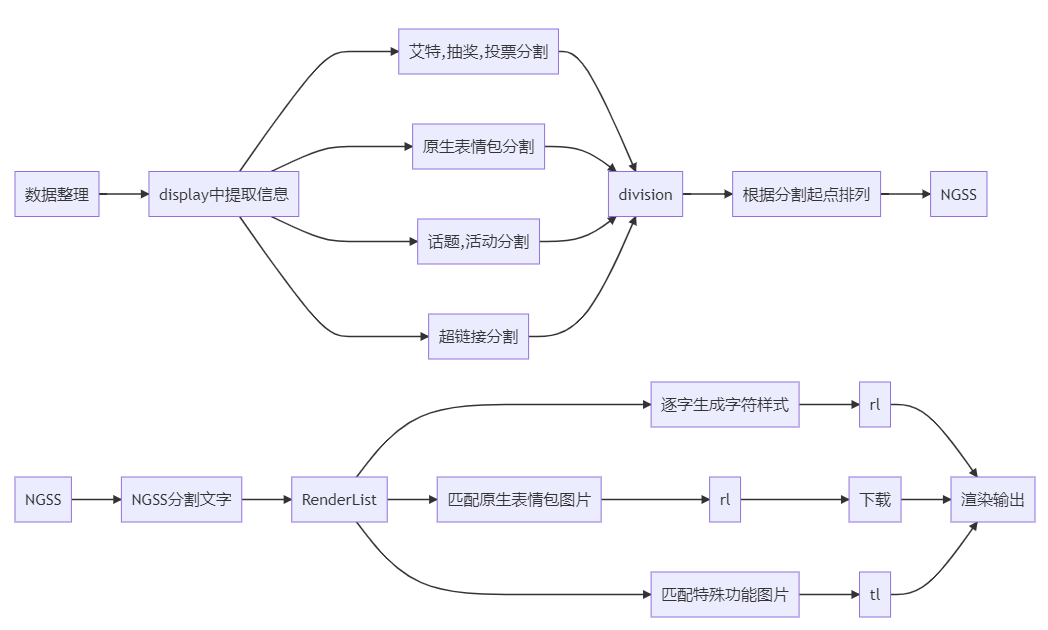 艾特,抽奖,投票分割
原生表情包分割
数据整理
display中提取信息
division
根据分割起点排列
NGSS
话题,活动分割
超链接分割
逐字生成字符样式
rl
NGSS
NGSS分割文字
RenderList
匹配原生表情包图片
rl
下载
渲染输出
匹配特殊功能图片
tl